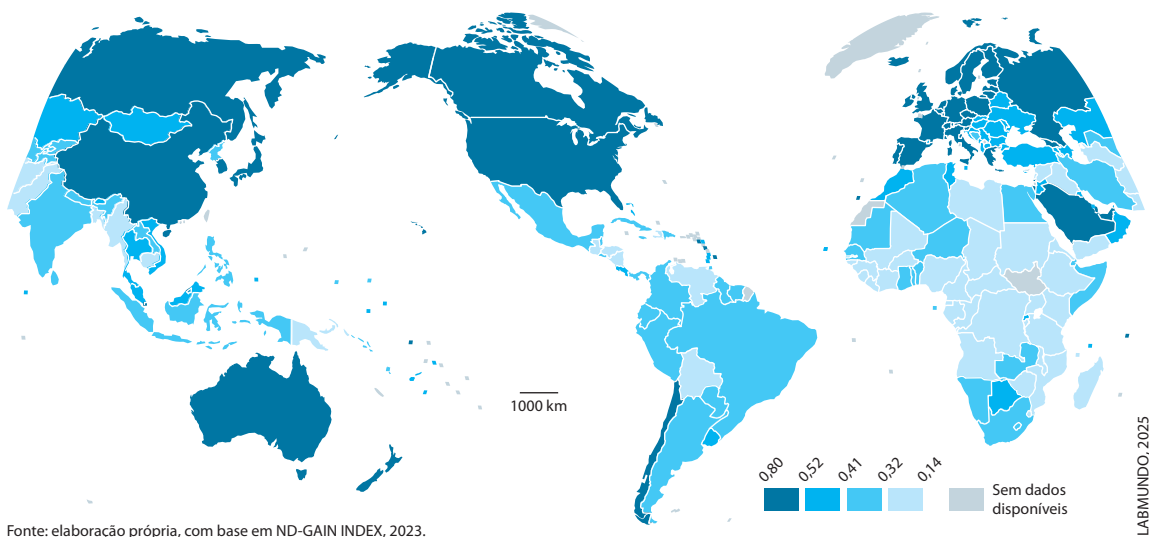 1000 km
0,80
0,52
0,41
0,32
0,14
Sem dados
disponíveis
LABMUNDO, 2025
Fonte: elaboração própria, com base em ND-GAIN INDEX, 2023.